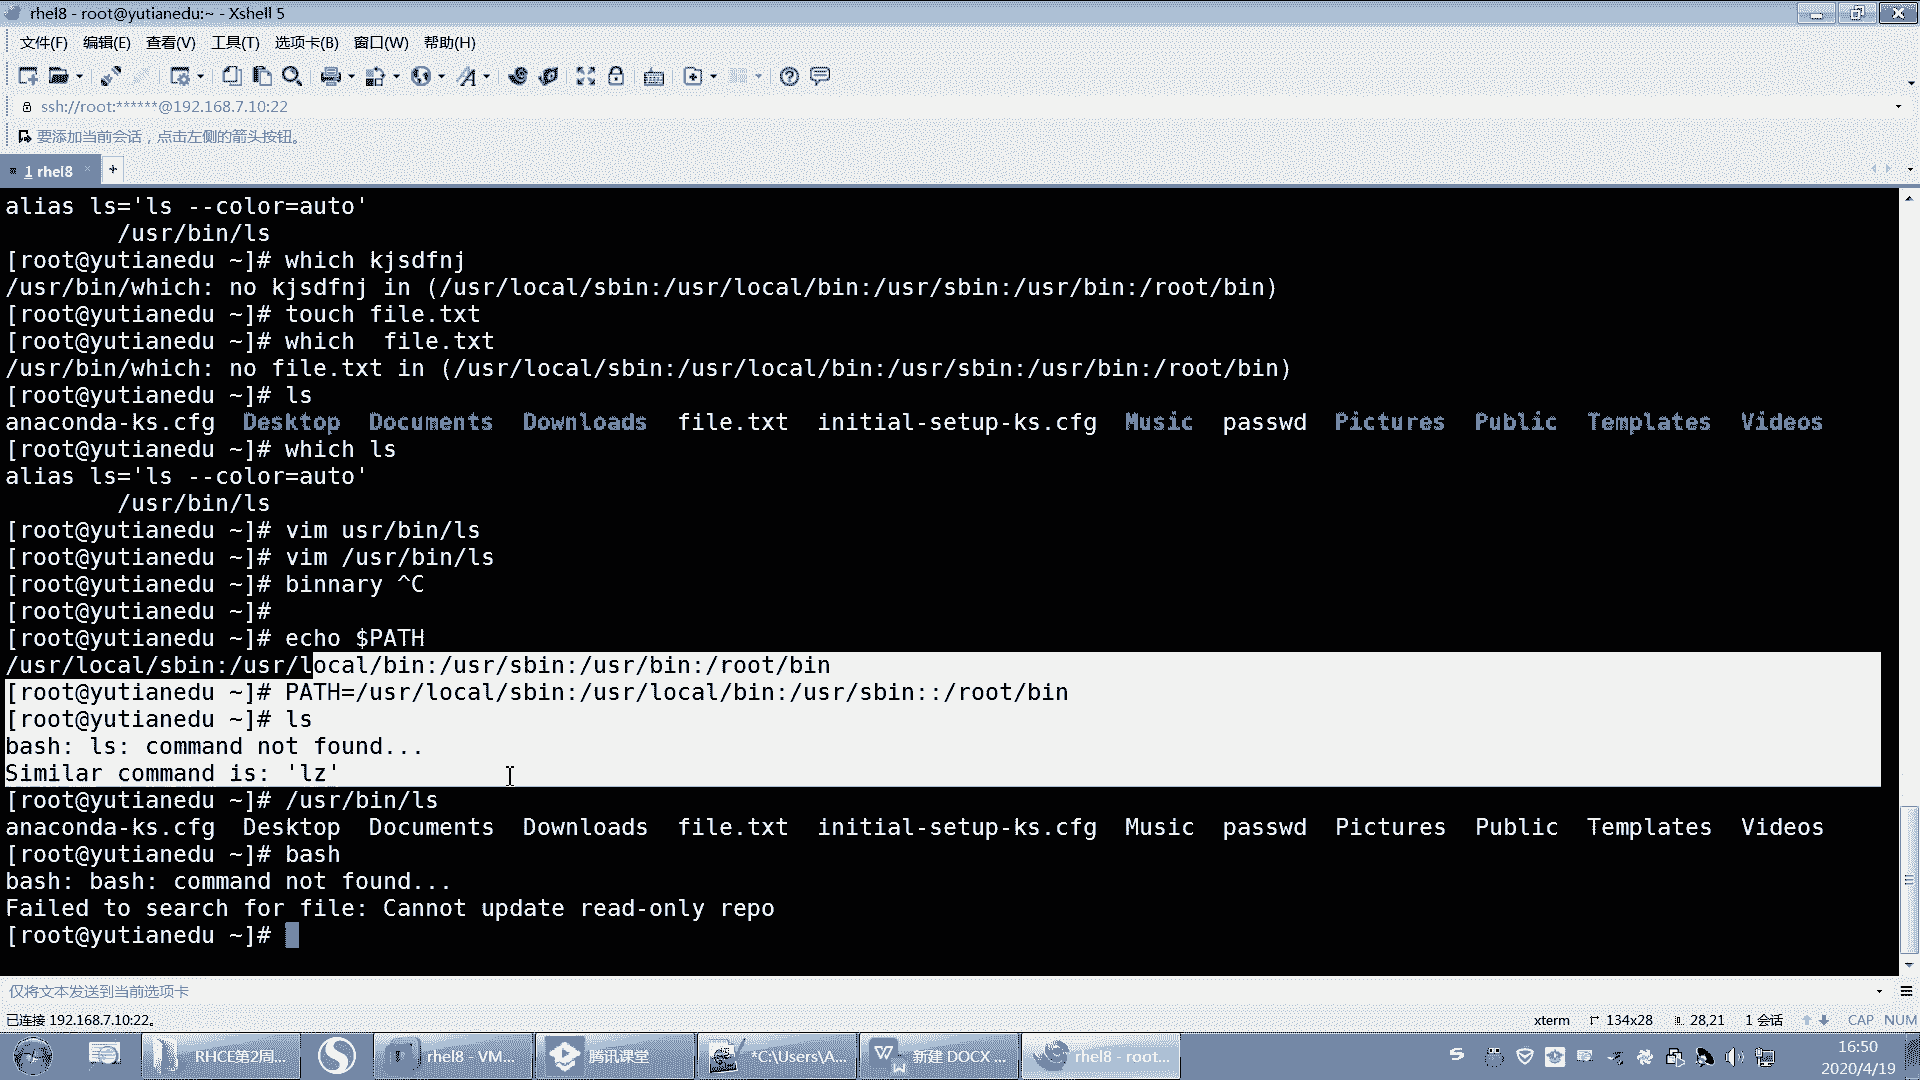 rhel8 - root@yutianedu:~ - Xshell 5
文件(F) 编辑(E) 查看(V) 工具(T) 选项卡(B) 窗口(W) 帮助(H)
ssh://root:******@192.168.7.10:22
要添加当前会话，点击左侧的箭头按钮。
1 rhel8
alias ls='ls --color=auto'
/usr/bin/ls
[root@yutianedu ~]# which kjsdfnj
/usr/bin/which: no kjsdfnj in (/usr/local/sbin:/usr/local/bin:/usr/sbin:/usr/bin:/root/bin)
[root@yutianedu ~]# touch file.txt
[root@yutianedu ~]# which  file.txt
/usr/bin/which: no file.txt in (/usr/local/sbin:/usr/local/bin:/usr/sbin:/usr/bin:/root/bin)
[root@yutianedu ~]# ls
anaconda-ks.cfg  Desktop  Documents  Downloads  file.txt  initial-setup-ks.cfg  Music  passwd  Pictures  Public  Templates  Videos
[root@yutianedu ~]# which ls
alias ls='ls --color=auto'
/usr/bin/ls
[root@yutianedu ~]# vim usr/bin/ls
[root@yutianedu ~]# vim /usr/bin/ls
[root@yutianedu ~]# binnary ^C
[root@yutianedu ~]#
[root@yutianedu ~]# echo $PATH
/usr/local/sbin:/usr/local/bin:/usr/sbin:/usr/bin:/root/bin
[root@yutianedu ~]# PATH=/usr/local/sbin:/usr/local/bin:/usr/sbin::/root/bin
[root@yutianedu ~]# ls
bash: ls: command not found...
Similar command is: 'lz'
[root@yutianedu ~]# /usr/bin/ls
anaconda-ks.cfg  Desktop  Documents  Downloads  file.txt  initial-setup-ks.cfg  Music  passwd  Pictures  Public  Templates  Videos
[root@yutianedu ~]# bash
bash: bash: command not found...
Failed to search for file: Cannot update read-only repo
[root@yutianedu ~]#
仅将文本发送到当前选项卡
已连接 192.168.7.10:22。 xterm 134x28 28,21 1 会话 CAP NUM
RHCE第2周... rhel8 - VM... 腾讯课堂 *C:\Users\A... 新建 DOCX ... rhel8 - root... 16:50
2020/4/19